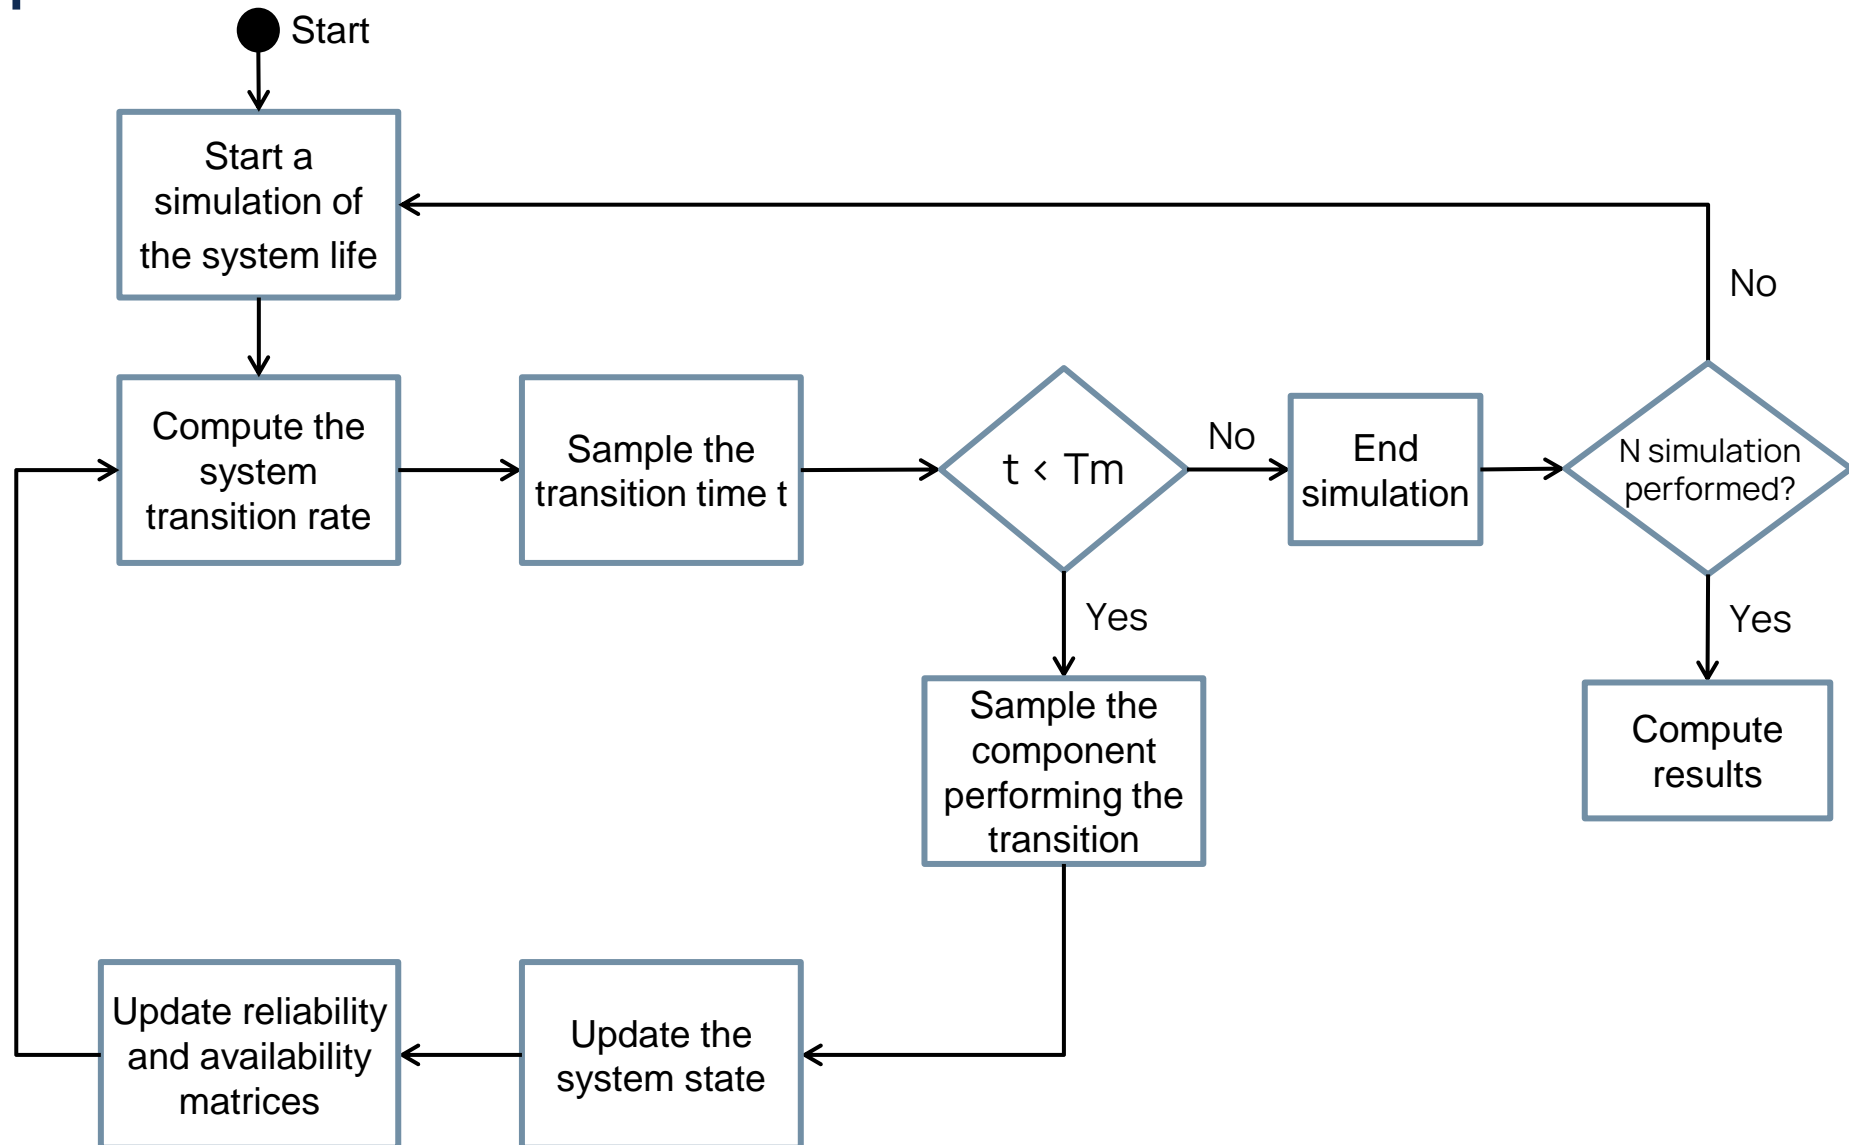 Start
Start a
simulation of
the system life
No
Compute the
system
transition rate
Sample the
transition time t
t < Tm
No
End
simulation
N simulation
performed?
Yes
Yes
Sample the
component
performing the
transition
Compute
results
Update reliability
and availability
matrices
Update the
system state